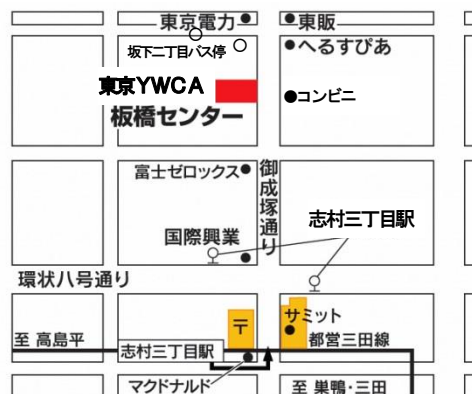 東京電力
東販
坂下二丁目バス停
へるすぴあ
東京YWCA
コンビニ
板橋センター
富士ゼロックス
御成塚通り
志村三丁目駅
国際興業
環状八号通り
サミット
〒
至 高島平
都営三田線
志村三丁目駅
マクドナルド
至 巣鴨・三田